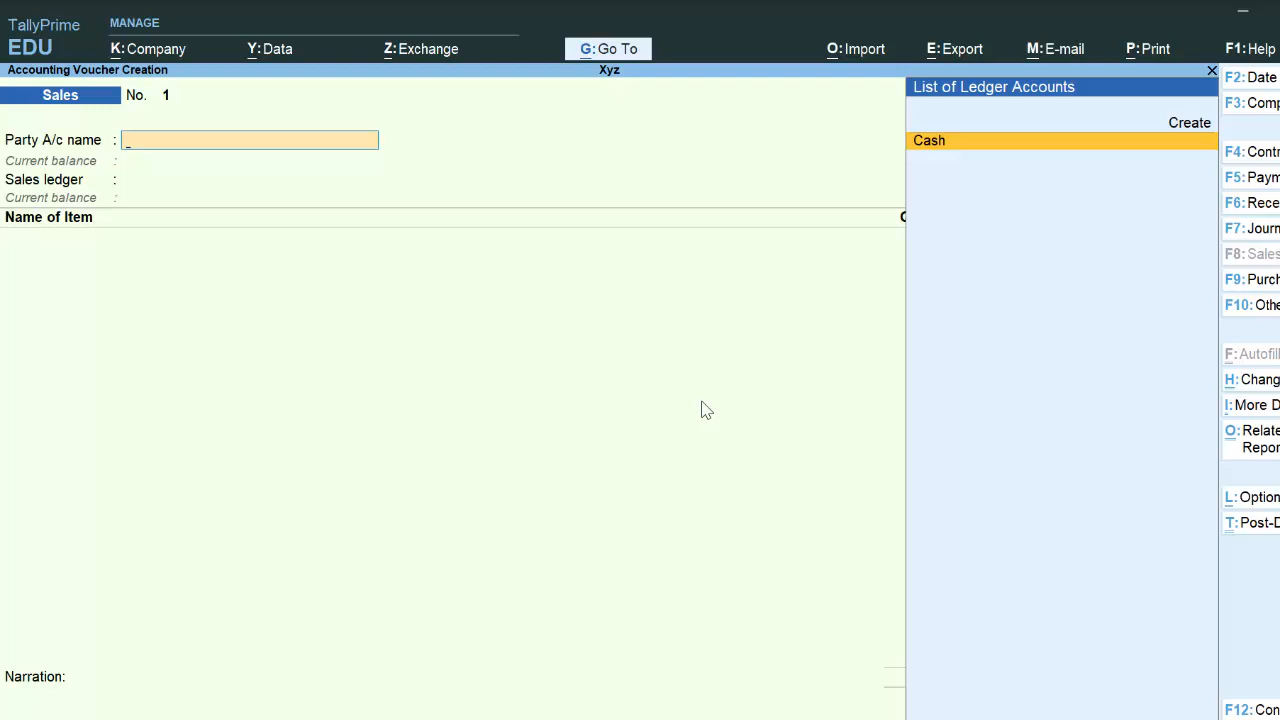 TallyPrime
EDU
MANAGE
K:Company
Y:Data
Z:Exchange
G:Go To
O:Import
E:Export
M:E-mail
P:Print
F1:Help
Accounting Voucher Creation
Xyz
Sales
No. 1
Party A/c name :
Current balance :
Sales ledger :
Current balance :
Name of Item
Narration:
List of Ledger Accounts
Create
Cash
F2:Date
F3:Comp
F4:Contr
F5:Paym
F6:Rece
F7:Journ
F8:Sales
F9:Purch
F10:Othe
F:Autofill
H:Chang
I:More D
O:Relate
Repor
L:Option
T:Post-D
F12:Con